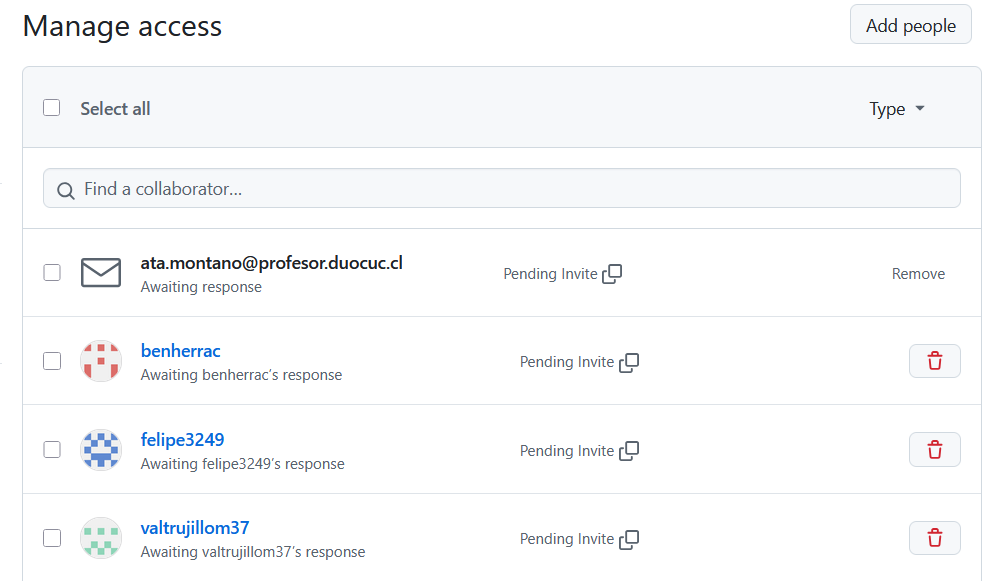 Manage access
Add people
Select all
Type
Find a collaborator...
ata.montano@profesor.duocuc.cl
Awaiting response
Pending Invite
Remove
benherrac
Awaiting benherrac's response
Pending Invite
felipe3249
Awaiting felipe3249's response
Pending Invite
valtrujillom37
Awaiting valtrujillom37's response
Pending Invite